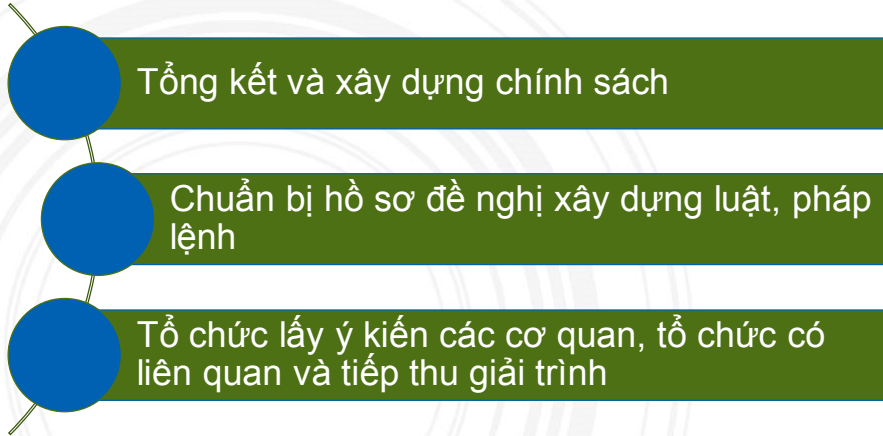 Tổng kết và xây dựng chính sách
Chuẩn bị hồ sơ đề nghị xây dựng luật, pháp
lệnh
Tổ chức lấy ý kiến các cơ quan, tổ chức có
liên quan và tiếp thu giải trình